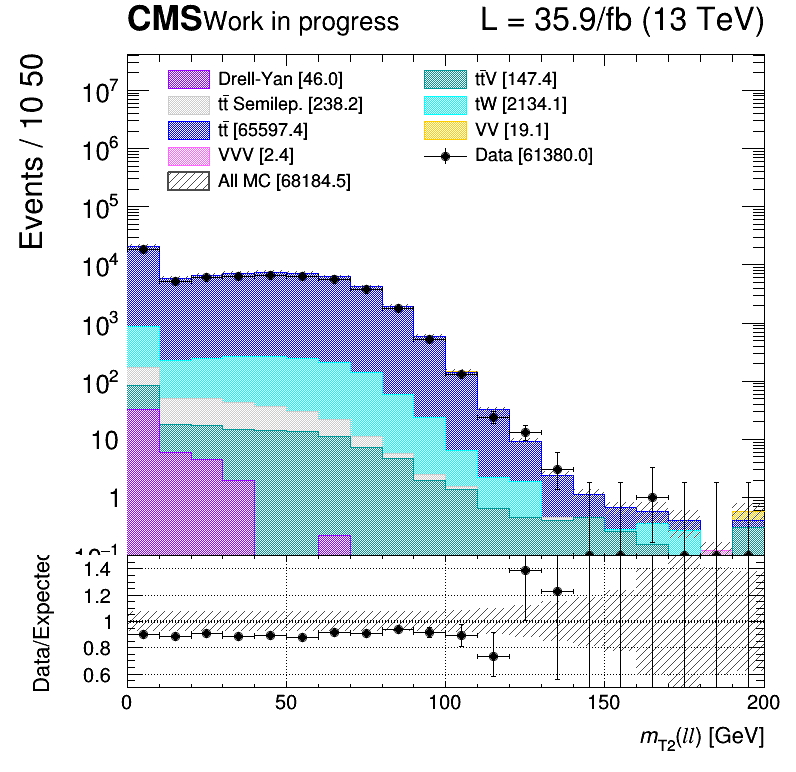 CMS Work in progress L = 35.9/fb (13 TeV)
Events / 10 50
Drell-Yan [46.0] tt̄V [147.4]
tt̄ Semilep. [238.2] tW [2134.1]
tt̄ [65597.4] VV [19.1]
VVV [2.4] Data [61380.0]
All MC [68184.5]
10⁷
10⁶
10⁵
10⁴
10³
10²
10
1
10⁻¹
Data/Expected
1.4
1.2
1
0.8
0.6
0 50 100 150 200
m_T2(ll) [GeV]